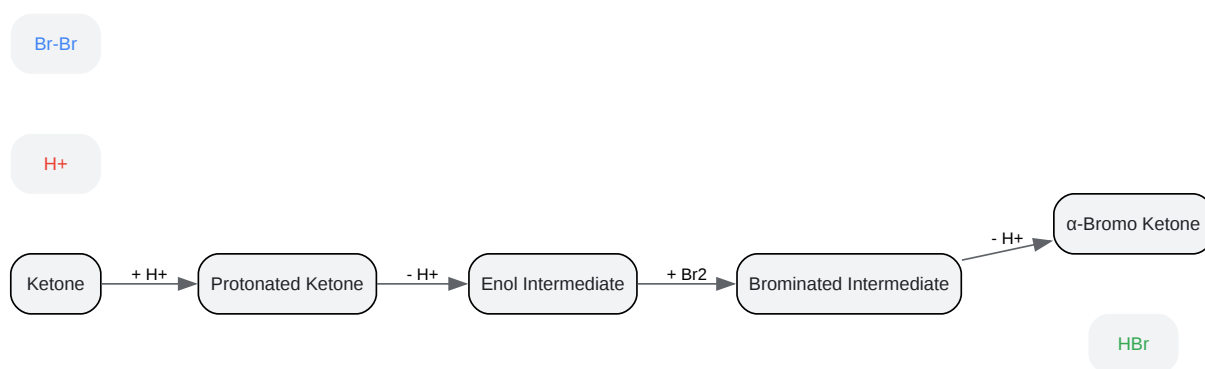 Br-Br
H+
Ketone
+ H+
Protonated Ketone
- H+
Enol Intermediate
+ Br2
Brominated Intermediate
- H+
α-Bromo Ketone
HBr